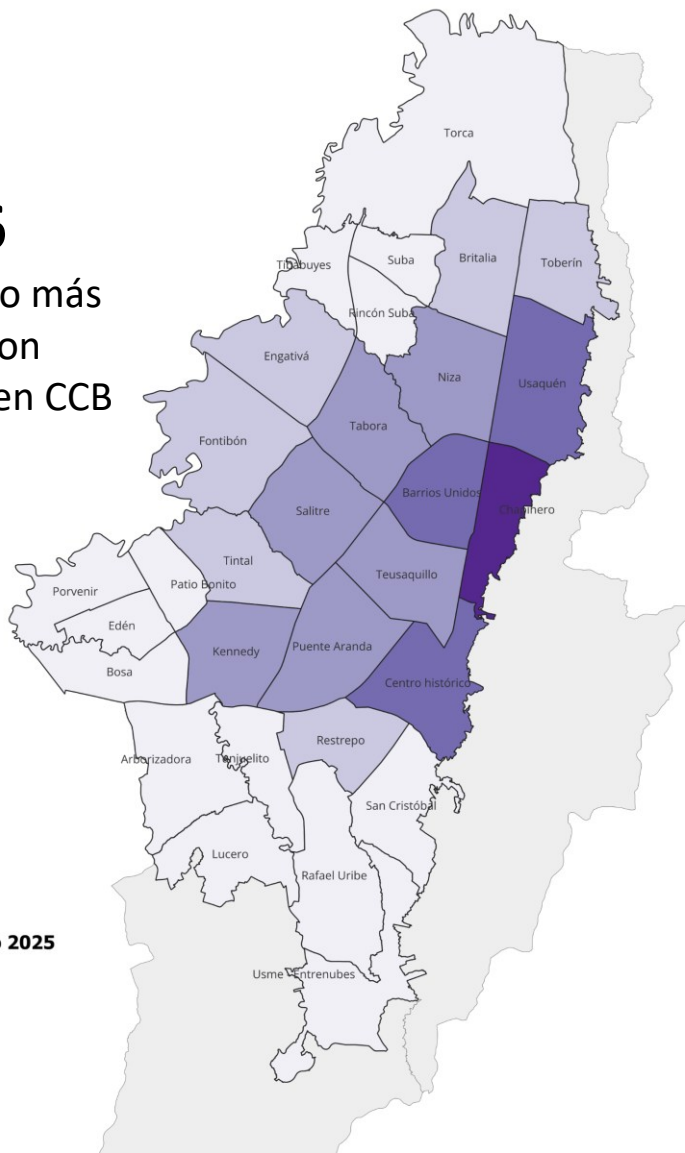 Torca
o más
on
en CCB
Tibabuyes
Suba
Britalia
Toberín
Rincón Suba
Engativá
Niza
Usaquén
Tabora
Fontibón
Barrios Unidos
Chapinero
Salitre
Tintal
Teusaquillo
Patio Bonito
Porvenir
Edén
Kennedy
Puente Aranda
Bosa
Centro histórico
Restrepo
Arborizadora
Tunjuelito
San Cristóbal
Lucero
Rafael Uribe
2025
Usme - Entrenubes